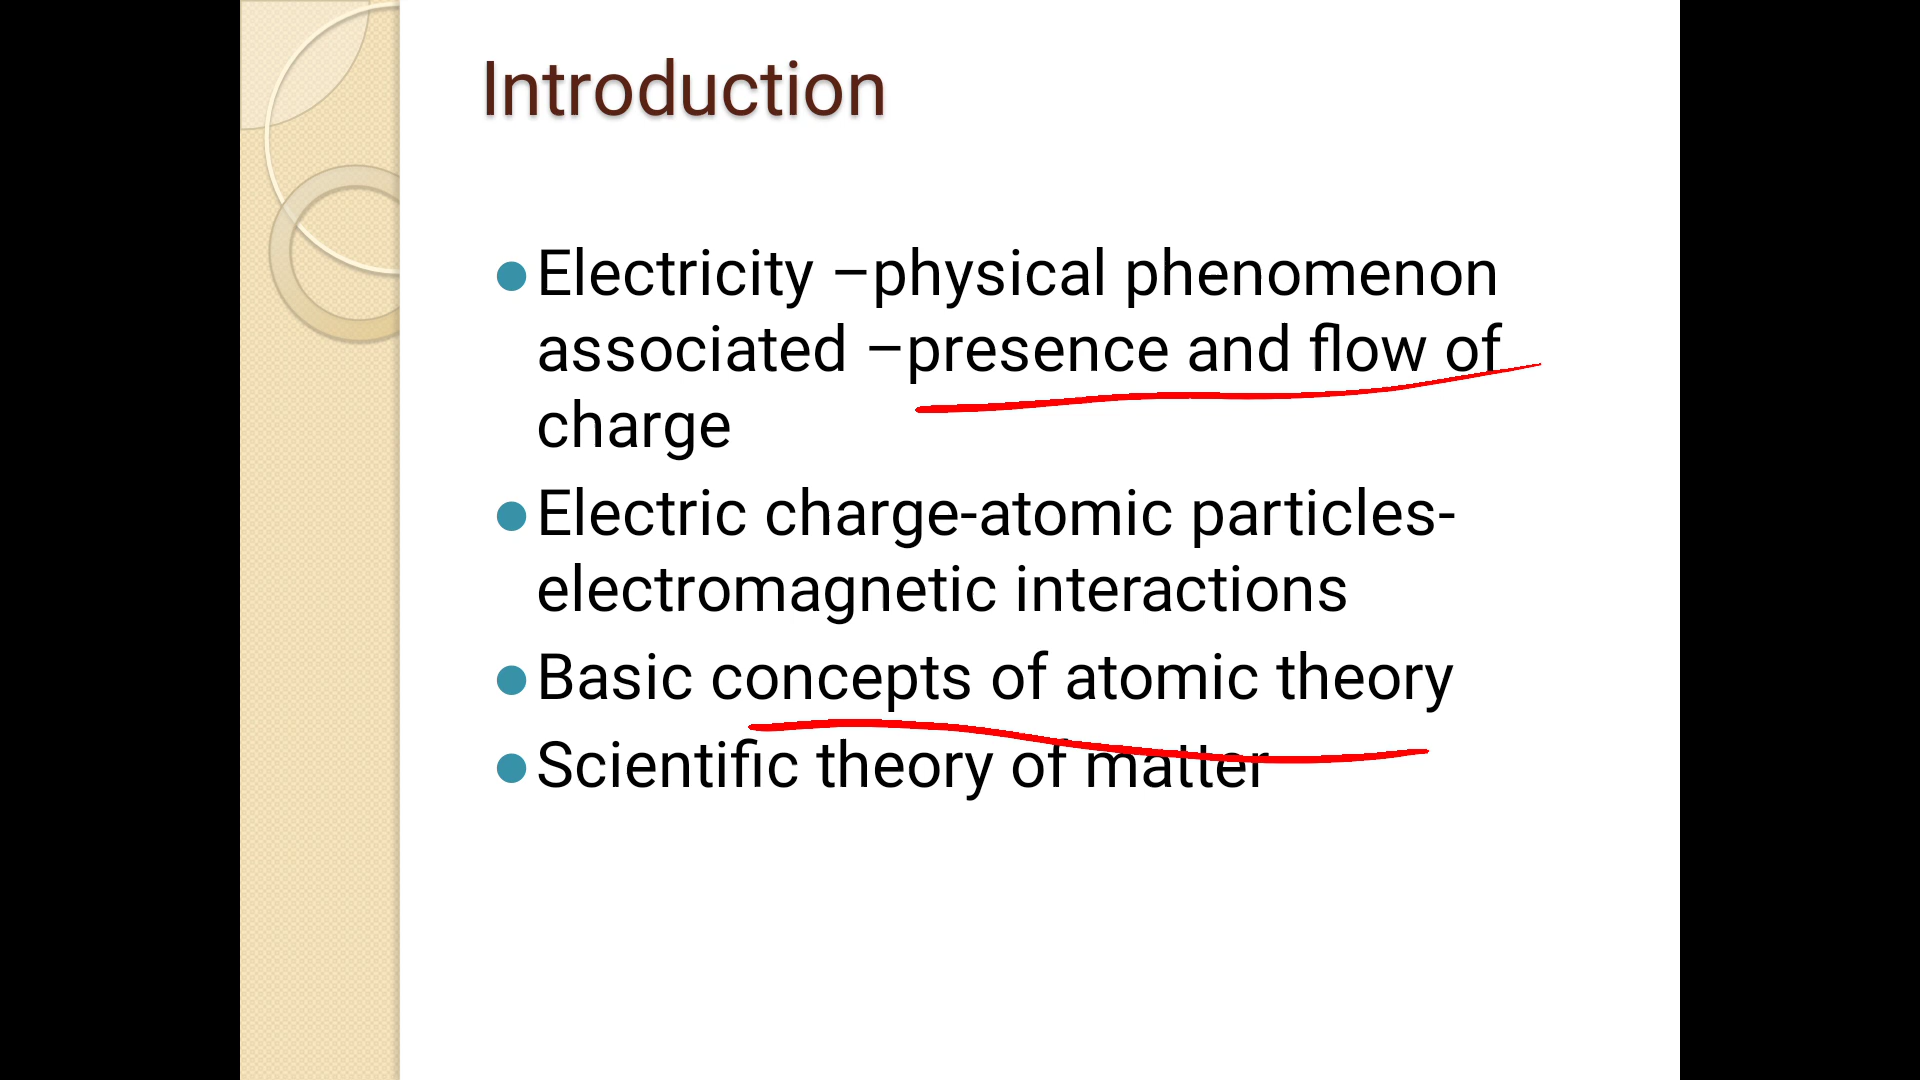 Introduction
Electricity –physical phenomenon
associated –presence and flow of
charge
Electric charge-atomic particles-
electromagnetic interactions
Basic concepts of atomic theory
Scientific theory of matter